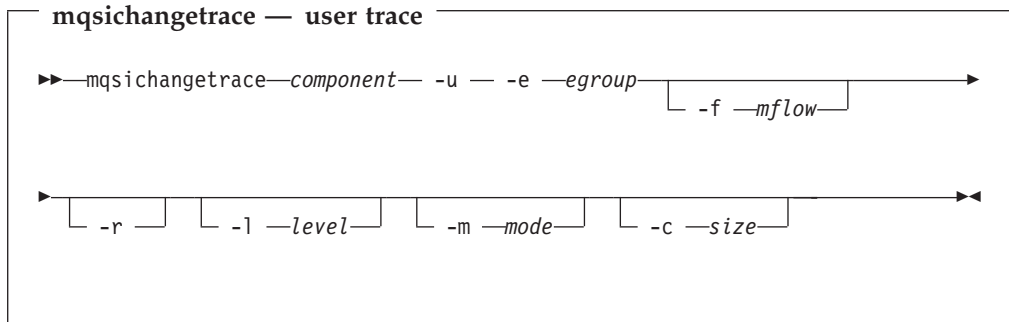 mqsichangetrace — user trace
mqsichangetrace component -u -e egroup
-f mflow
-r -l level -m mode -c size